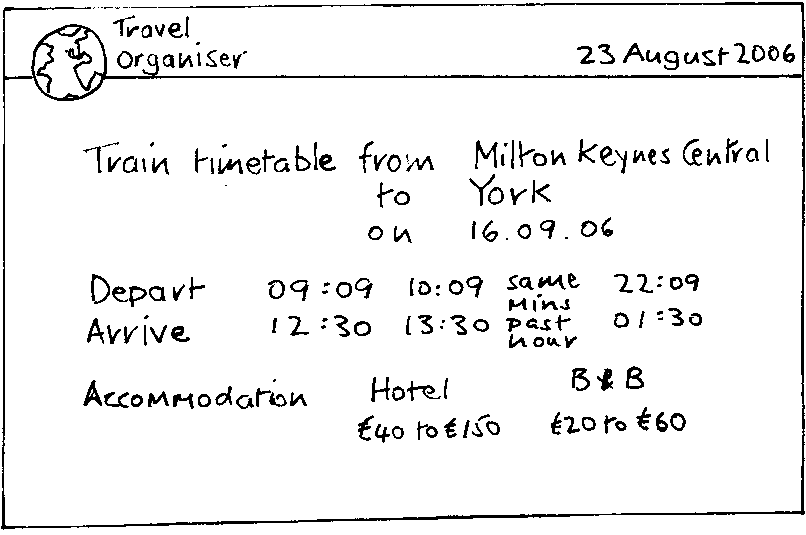 Travel
Organiser
23 August 2006
Train timetable from Milton Keynes Central
to York
on 16.09.06
Depart 09:09 10:09 same mins past hour 22:09
Arrive 12:30 13:30 01:30
Accommodation Hotel B & B
€40 to €150 €20 to €60